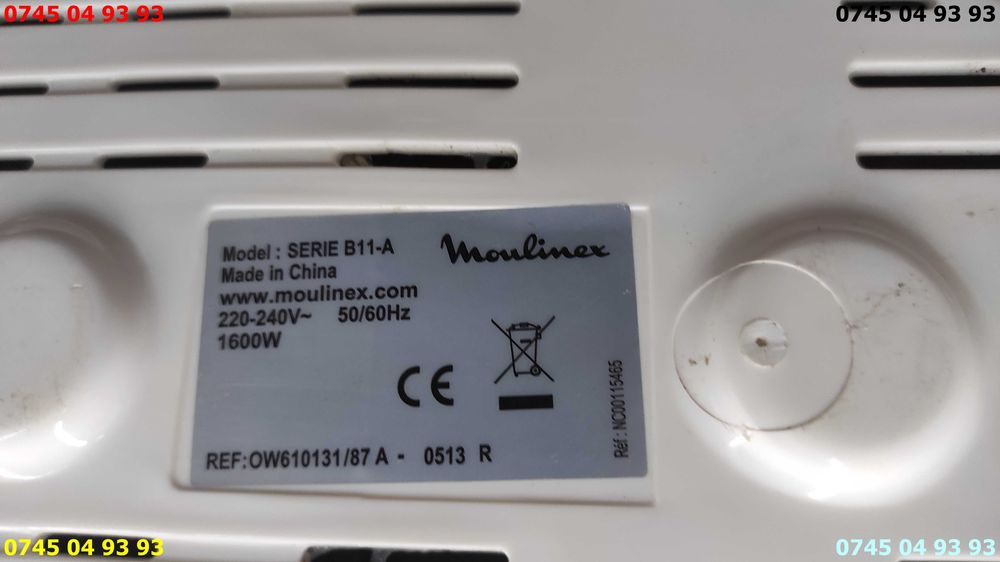 0745 04 93 93
0745 04 93 93
Model : SERIE B11-A
Moulinex
Made in China
www.moulinex.com
220-240V~ 50/60Hz
1600W
CE
Réf : NC00115465
REF:OW610131/87 A - 0513 R
0745 04 93 93
0745 04 93 93